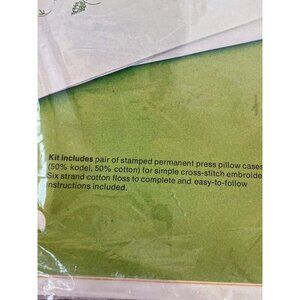 Kit includes pair of stamped permanent press pillow cases
(50% kodel, 50% cotton) for simple cross-stitch embroide
Six strand cotton floss to complete and easy-to-follow
instructions included.